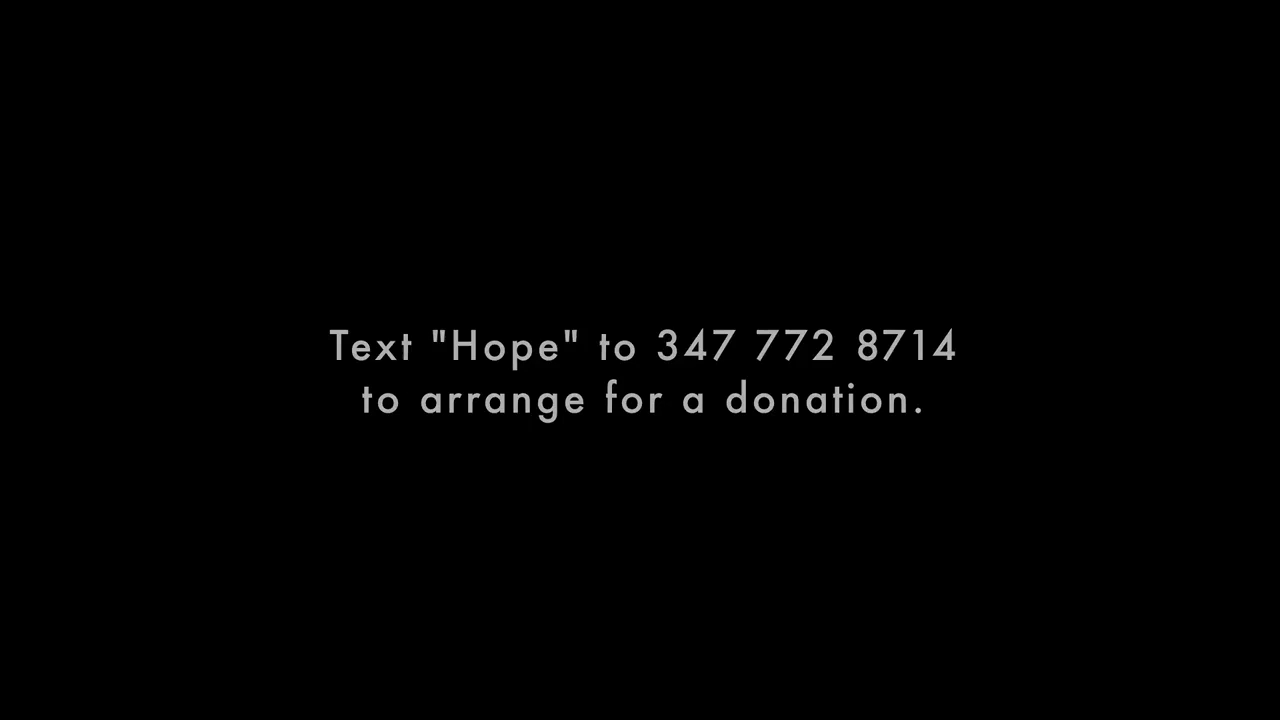 Text "Hope" to 347 772 8714
to arrange for a donation.